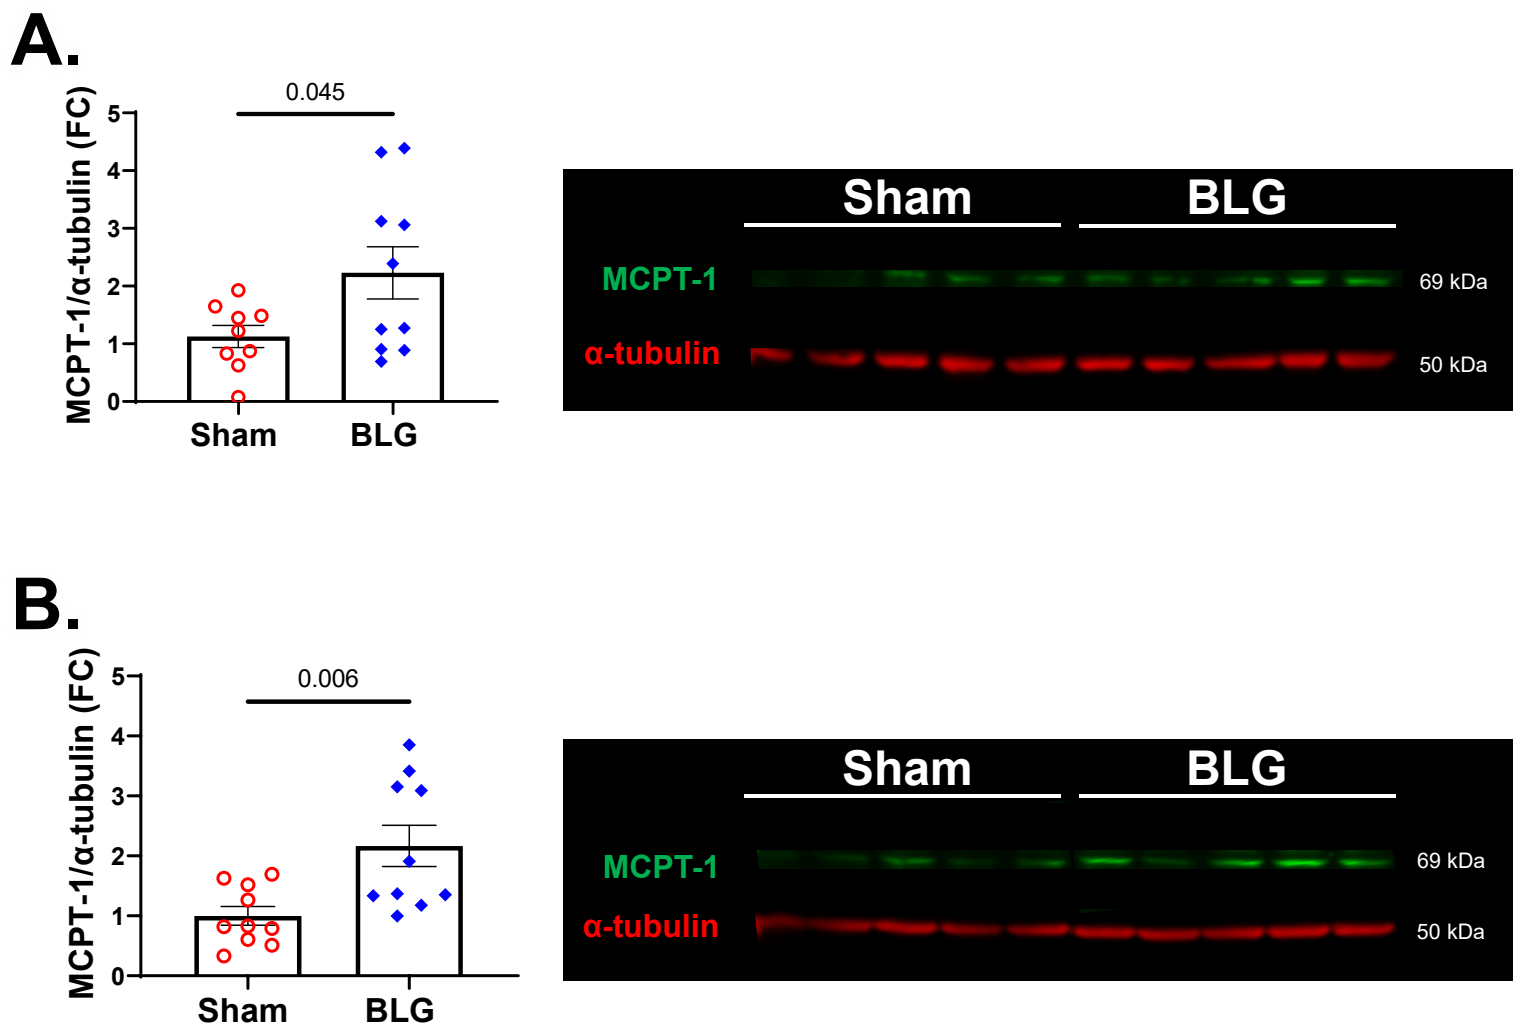 A.
0.045
MCPT-1/α-tubulin (FC)
5
4
3
2
1
0
Sham
BLG
Sham
BLG
MCPT-1
69 kDa
α-tubulin
50 kDa
B.
0.006
MCPT-1/α-tubulin (FC)
5
4
3
2
1
0
Sham
BLG
Sham
BLG
MCPT-1
69 kDa
α-tubulin
50 kDa